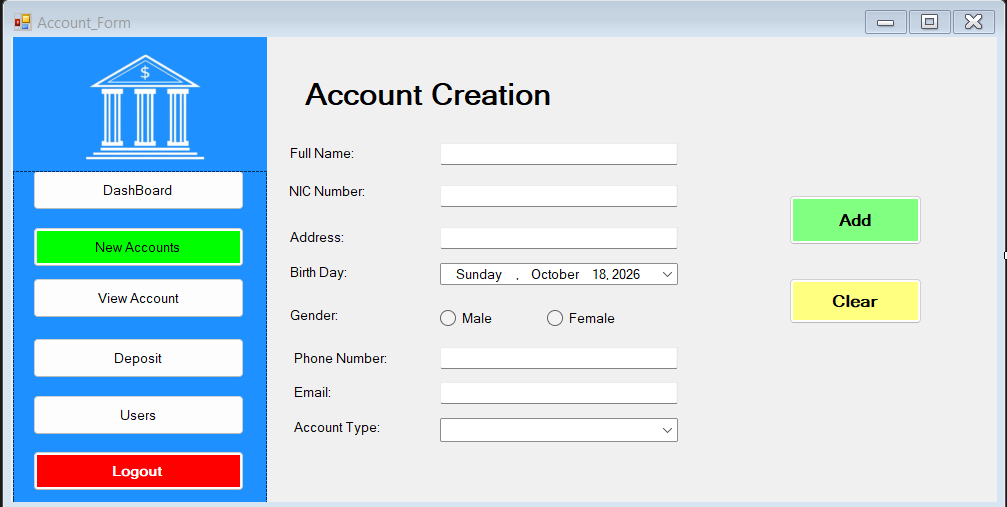 Account_Form
$
DashBoard
New Accounts
View Account
Deposit
Users
Logout
Account Creation
Full Name:
NIC Number:
Address:
Birth Day: Sunday , October 18, 2026
Gender: Male Female
Phone Number:
Email:
Account Type:
Add
Clear